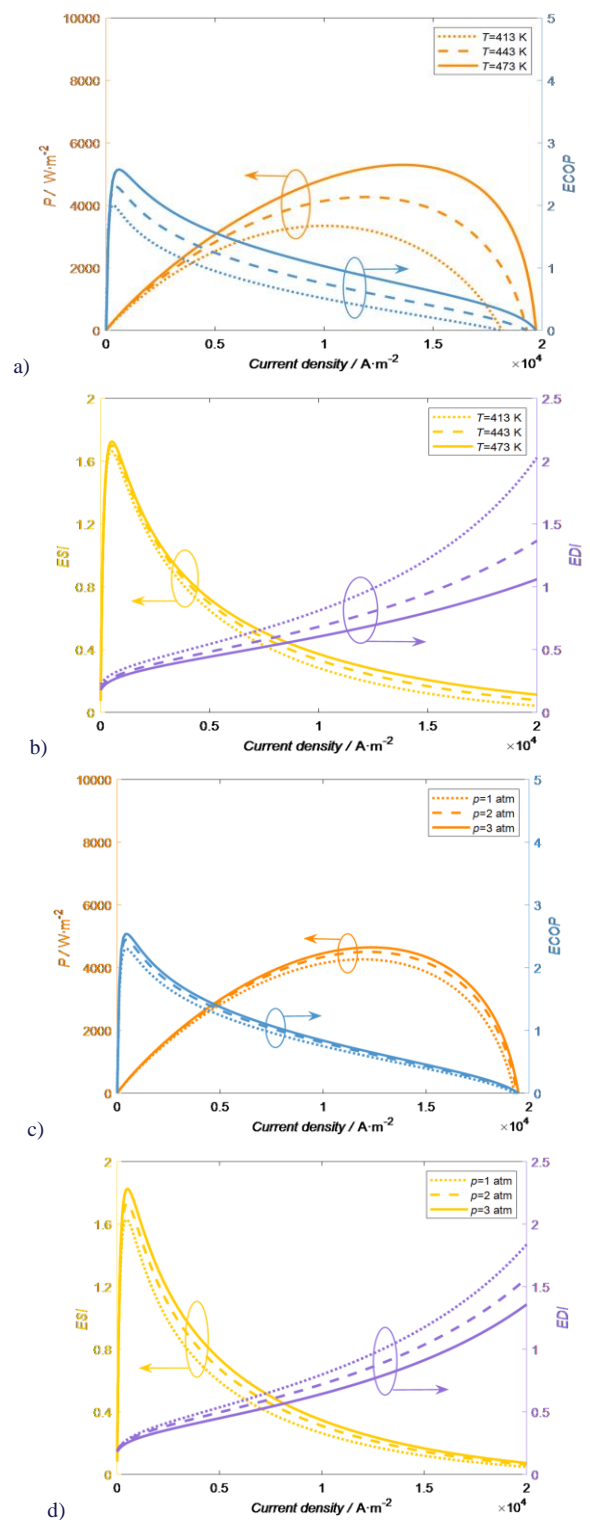 10000
8000
6000
4000
2000
0
P / W·m⁻²
T=413 K
T=443 K
T=473 K
5
4
3
2
1
0
ECOP
0
0.5
1
1.5
2
×10⁴
Current density / A·m⁻²
a)
2
1.6
1.2
0.8
0.4
0
ESI
T=413 K
T=443 K
T=473 K
2.5
2
1.5
1
0.5
0
EDI
0
0.5
1
1.5
2
×10⁴
Current density / A·m⁻²
b)
10000
8000
6000
4000
2000
0
P / W·m⁻²
p=1 atm
p=2 atm
p=3 atm
5
4
3
2
1
0
ECOP
0
0.5
1
1.5
2
×10⁴
Current density / A·m⁻²
c)
2
1.6
1.2
0.8
0.4
0
ESI
p=1 atm
p=2 atm
p=3 atm
2.5
2
1.5
1
0.5
0
EDI
0
0.5
1
1.5
2
×10⁴
Current density / A·m⁻²
d)